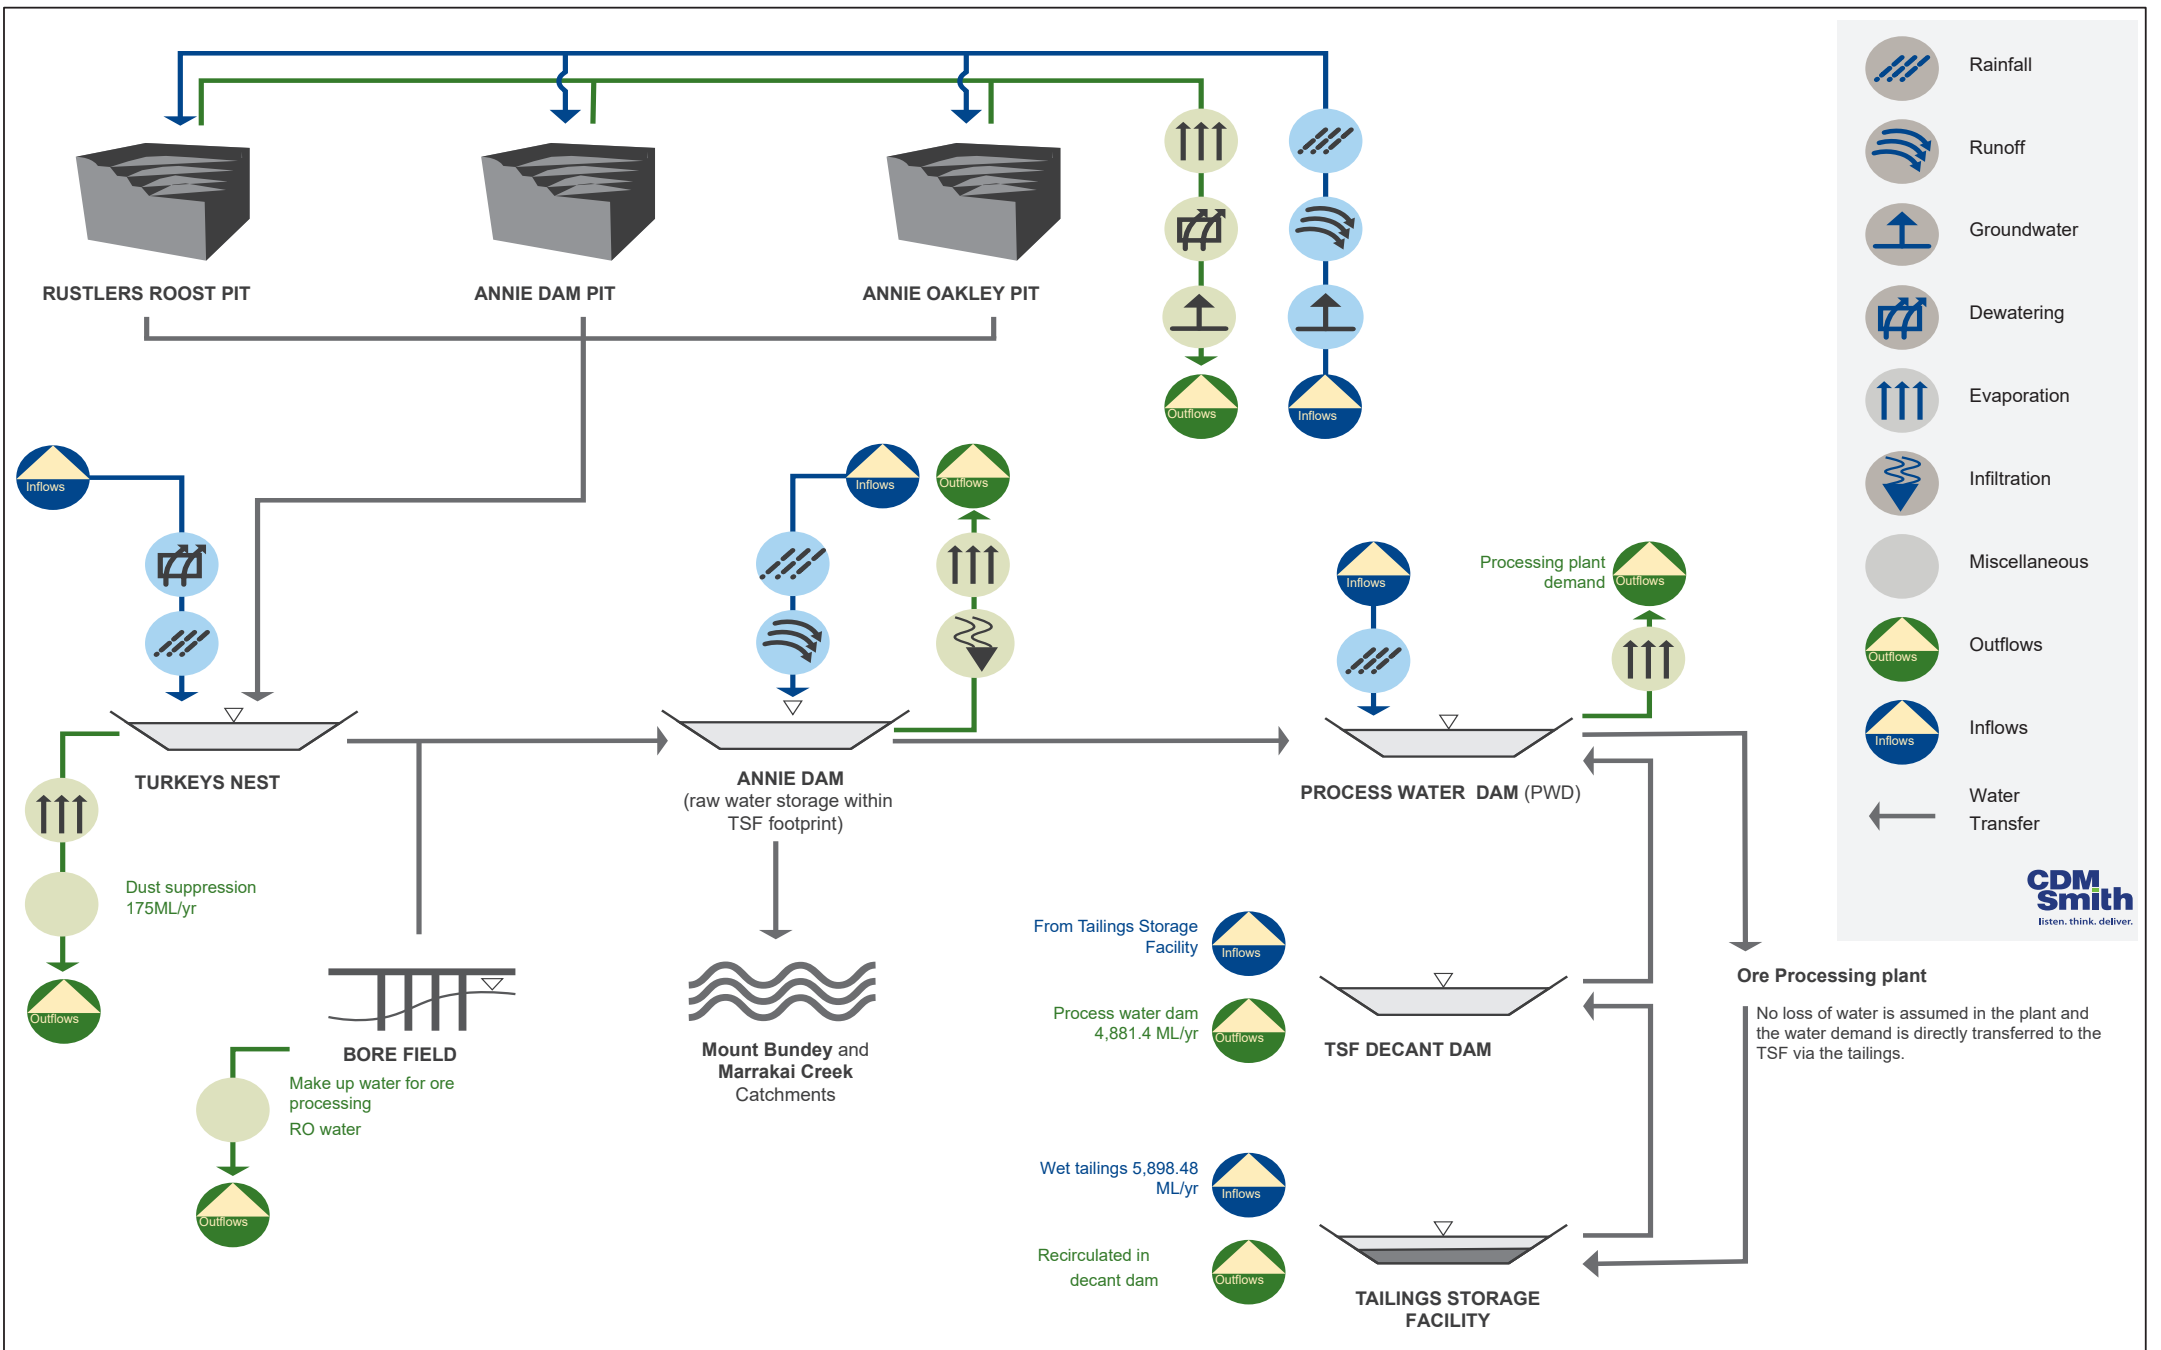 RUSTLERS ROOST PIT
ANNIE DAM PIT
ANNIE OAKLEY PIT
Outflows
Inflows
Inflows
Inflows
Outflows
Inflows
Processing plant
demand
Outflows
TURKEYS NEST
ANNIE DAM
(raw water storage within
TSF footprint)
PROCESS WATER DAM (PWD)
Dust suppression
175ML/yr
Outflows
BORE FIELD
Make up water for ore
processing
RO water
Outflows
Mount Bundey and
Marrakai Creek
Catchments
From Tailings Storage
Facility
Inflows
Process water dam
4,881.4 ML/yr
Outflows
TSF DECANT DAM
Ore Processing plant
No loss of water is assumed in the plant and
the water demand is directly transferred to the
TSF via the tailings.
Wet tailings 5,898.48
ML/yr
Inflows
Recirculated in
decant dam
Outflows
TAILINGS STORAGE
FACILITY
Rainfall
Runoff
Groundwater
Dewatering
Evaporation
Infiltration
Miscellaneous
Outflows
Outflows
Inflows
Inflows
Water
Transfer
CDM
Smith
listen. think. deliver.